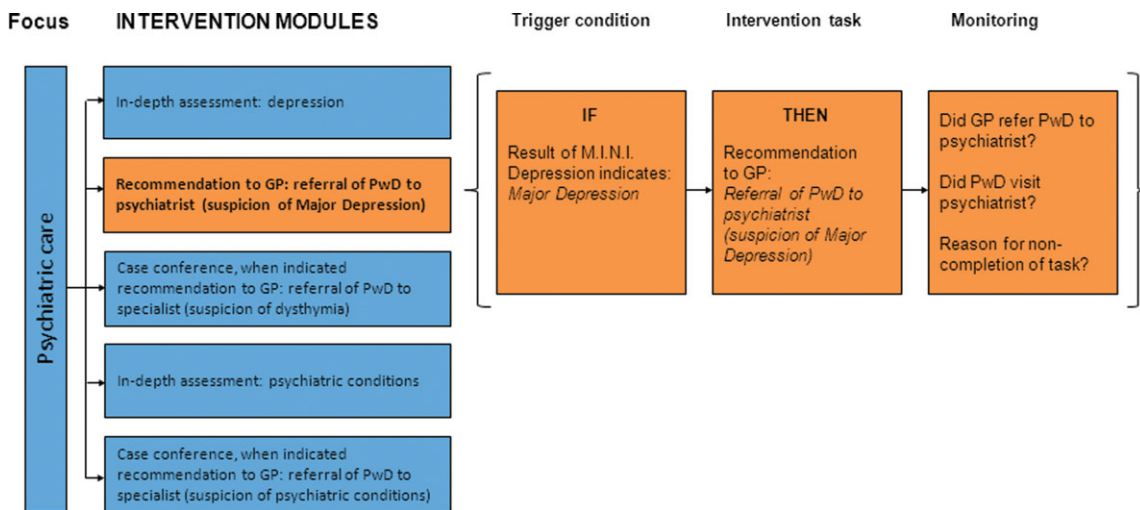 Focus
INTERVENTION MODULES
Trigger condition
Intervention task
Monitoring
Psychiatric care
In-depth assessment: depression
Recommendation to GP: referral of PwD to
psychiatrist (suspicion of Major Depression)
Case conference, when indicated
recommendation to GP: referral of PwD to
specialist (suspicion of dysthymia)
In-depth assessment: psychiatric conditions
Case conference, when indicated
recommendation to GP: referral of PwD to
specialist (suspicion of psychiatric conditions)
IF
Result of M.I.N.I.
Depression indicates:
Major Depression
THEN
Recommendation
to GP:
Referral of PwD to
psychiatrist
(suspicion of Major
Depression)
Did GP refer PwD to
psychiatrist?
Did PwD visit
psychiatrist?
Reason for non-
completion of task?